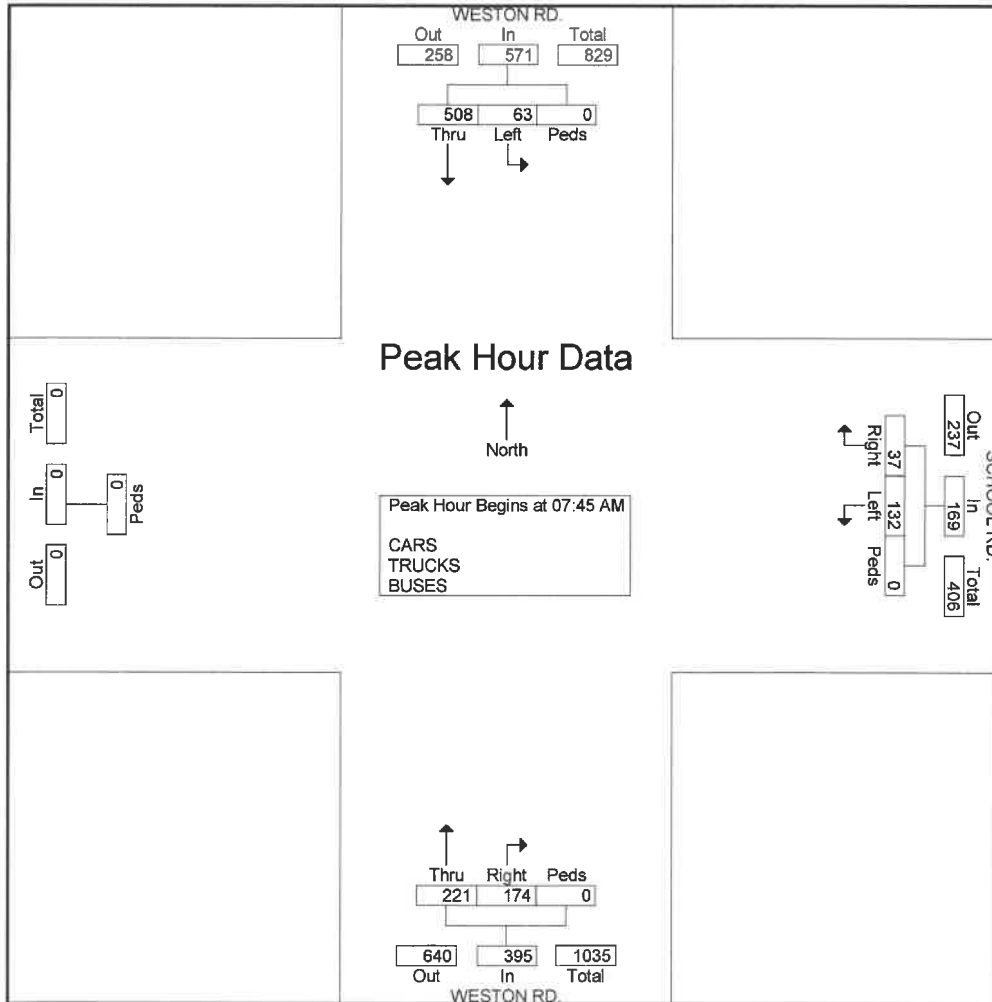 WESTON RD.
Out In Total
258 571 829
508 63 0
Thru Left Peds
Peak Hour Data
North
Peak Hour Begins at 07:45 AM
CARS
TRUCKS
BUSES
Total In Out
0 0 0
0
Peds
SCHOOL RD.
Out In Total
237 169 406
37 132 0
Right Left Peds
Thru Right Peds
221 174 0
640 395 1035
Out In Total
WESTON RD.